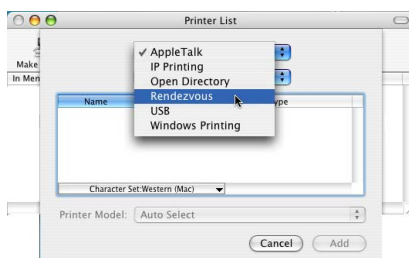 Printer List
✓ AppleTalk
IP Printing
Open Directory
Rendezvous
USB
Windows Printing
Make
In Men
Name
ype
Character Set:Western (Mac)
Printer Model: Auto Select
Cancel Add